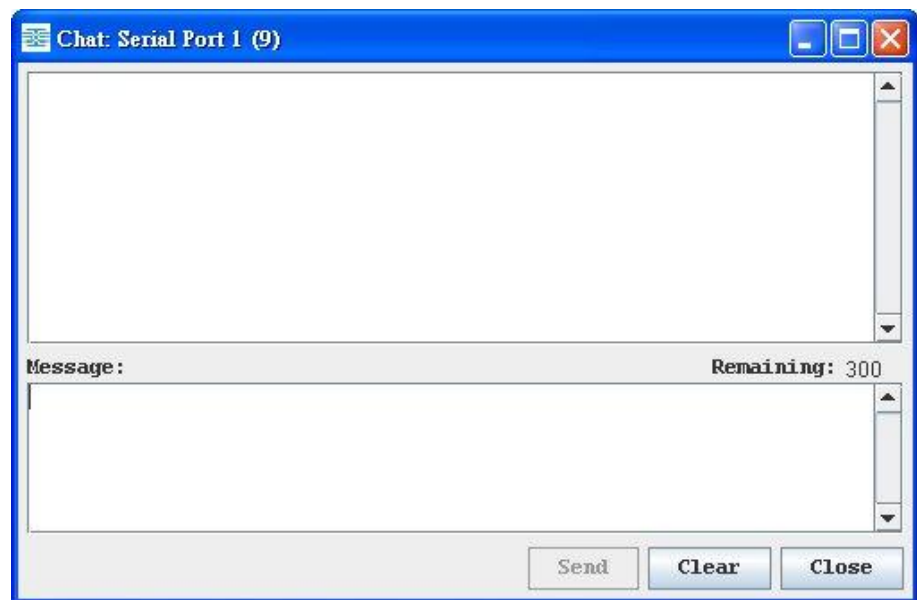 Chat: Serial Port 1 (9)
Message: Remaining: 300
Send Clear Close